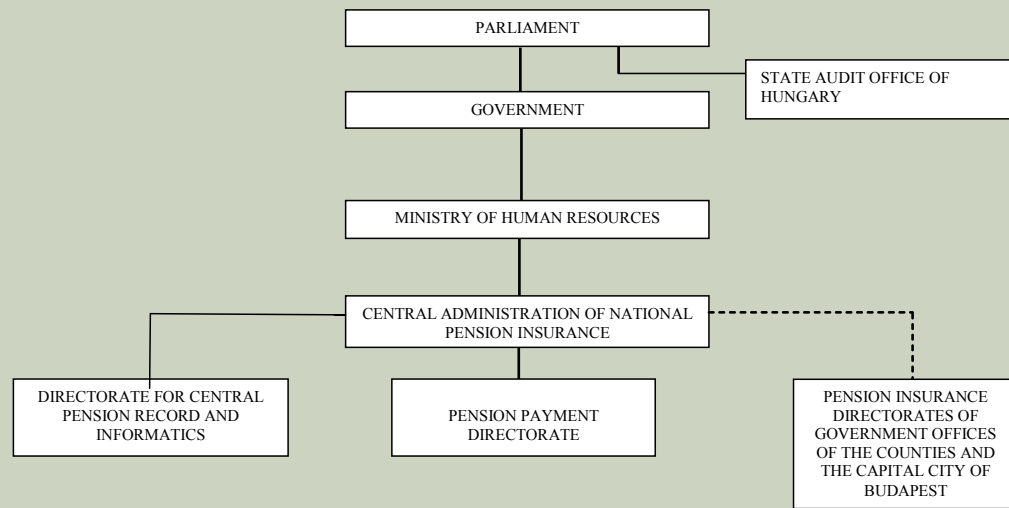 PARLIAMENT
STATE AUDIT OFFICE OF
HUNGARY
GOVERNMENT
MINISTRY OF HUMAN RESOURCES
CENTRAL ADMINISTRATION OF NATIONAL
PENSION INSURANCE
DIRECTORATE FOR CENTRAL
PENSION RECORD AND
INFORMATICS
PENSION PAYMENT
DIRECTORATE
PENSION INSURANCE
DIRECTORATES OF
GOVERNMENT OFFICES
OF THE COUNTIES AND
THE CAPITAL CITY OF
BUDAPEST